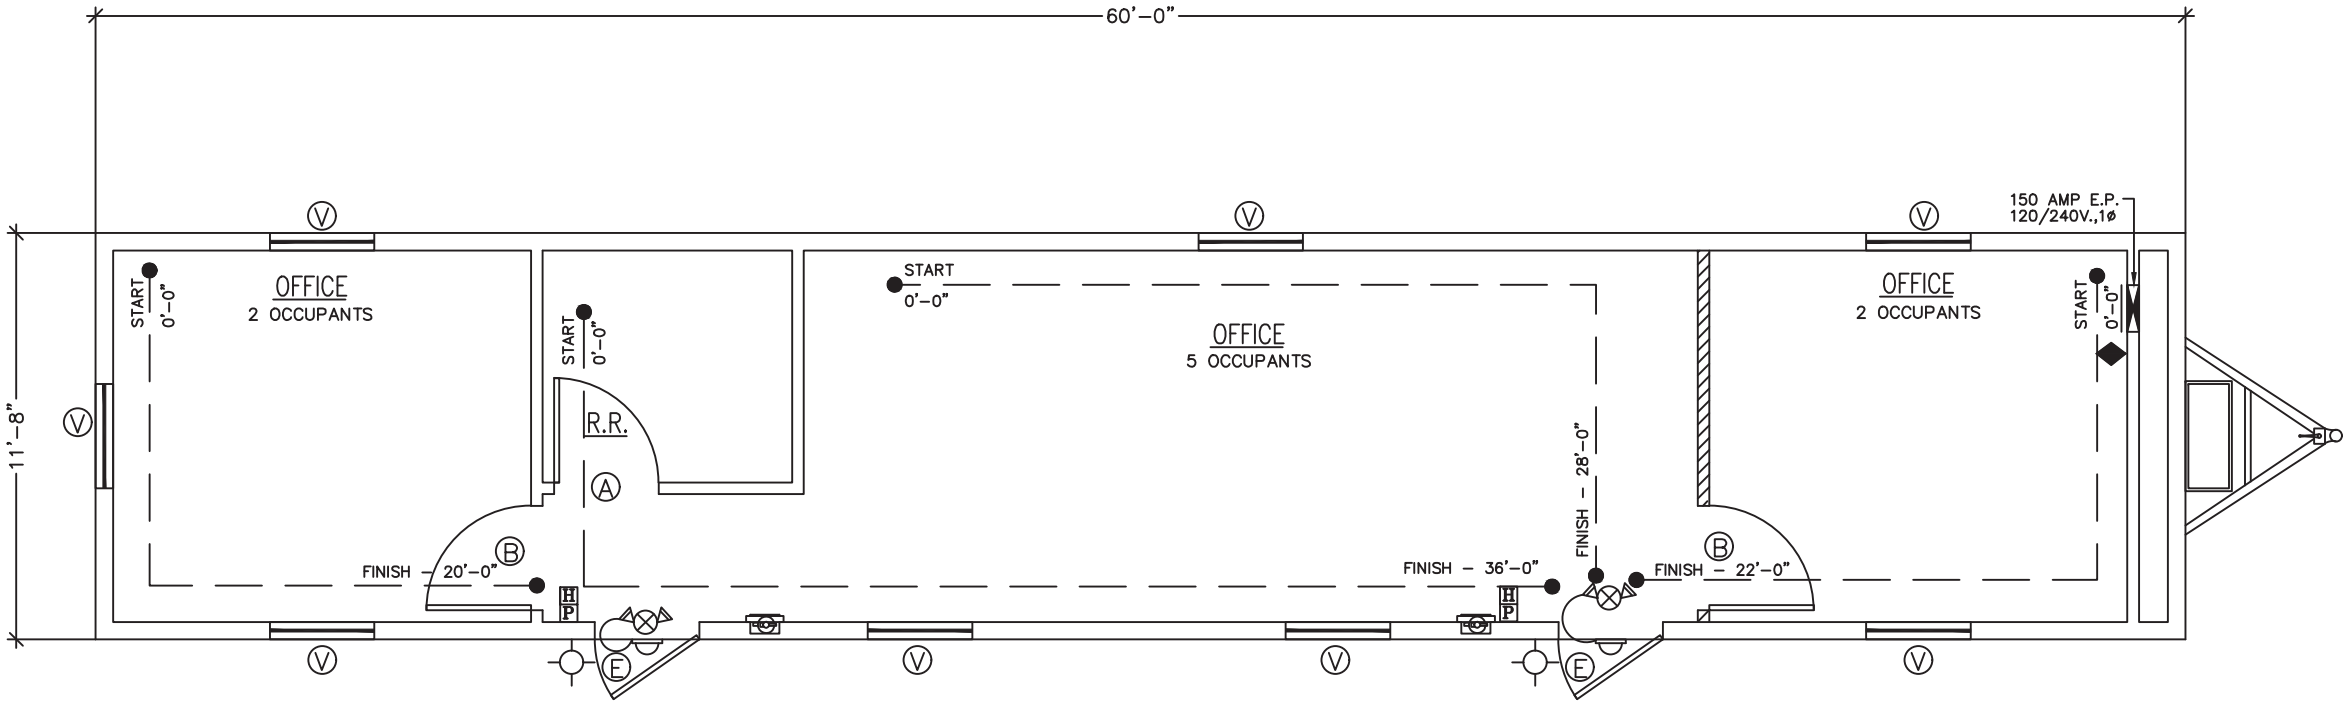 60'-0"
150 AMP E.P.
120/240V.,1ø
V
V
V
START
0'-0"
OFFICE
2 OCCUPANTS
START
0'-0"
START
0'-0"
OFFICE
5 OCCUPANTS
OFFICE
2 OCCUPANTS
START
0'-0"
11'-8"
V
R.R.
A
B
FINISH - 20'-0"
H
P
FINISH - 36'-0"
FINISH - 28'-0"
H
P
B
FINISH - 22'-0"
V
E
V
V
E
V